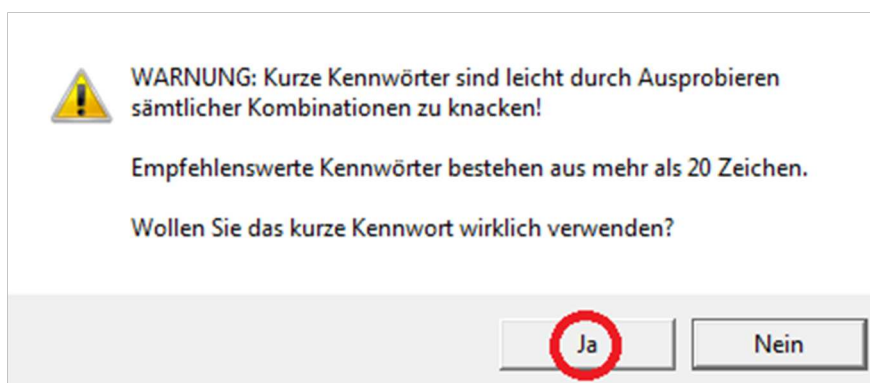 WARNUNG: Kurze Kennwörter sind leicht durch Ausprobieren
sämtlicher Kombinationen zu knacken!
Empfehlenswerte Kennwörter bestehen aus mehr als 20 Zeichen.
Wollen Sie das kurze Kennwort wirklich verwenden?
Ja
Nein